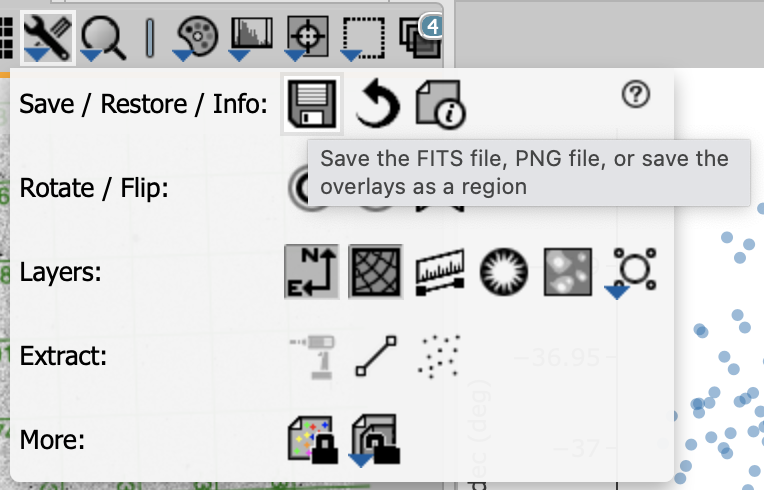 4
Save / Restore / Info:
?
Save the FITS file, PNG file, or save the
overlays as a region
Rotate / Flip:
Layers:
N
E
Extract:
−36.95
More:
−37
dec (deg)